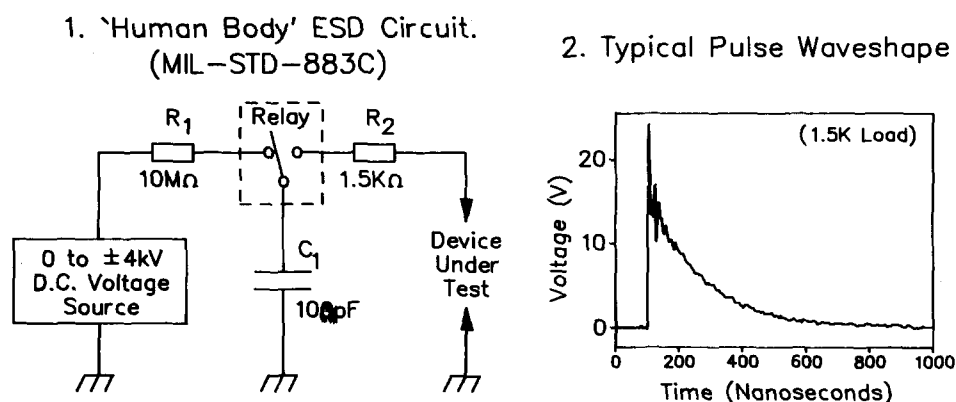 1. `Human Body' ESD Circuit.
(MIL-STD-883C)
R1
Relay
R2
10MΩ
1.5KΩ
0 to ±4kV
D.C. Voltage
Source
C1
Device
Under
Test
2. Typical Pulse Waveshape
(1.5K Load)
Voltage (V)
20
10
0
0
200
400
600
800
1000
Time (Nanoseconds)